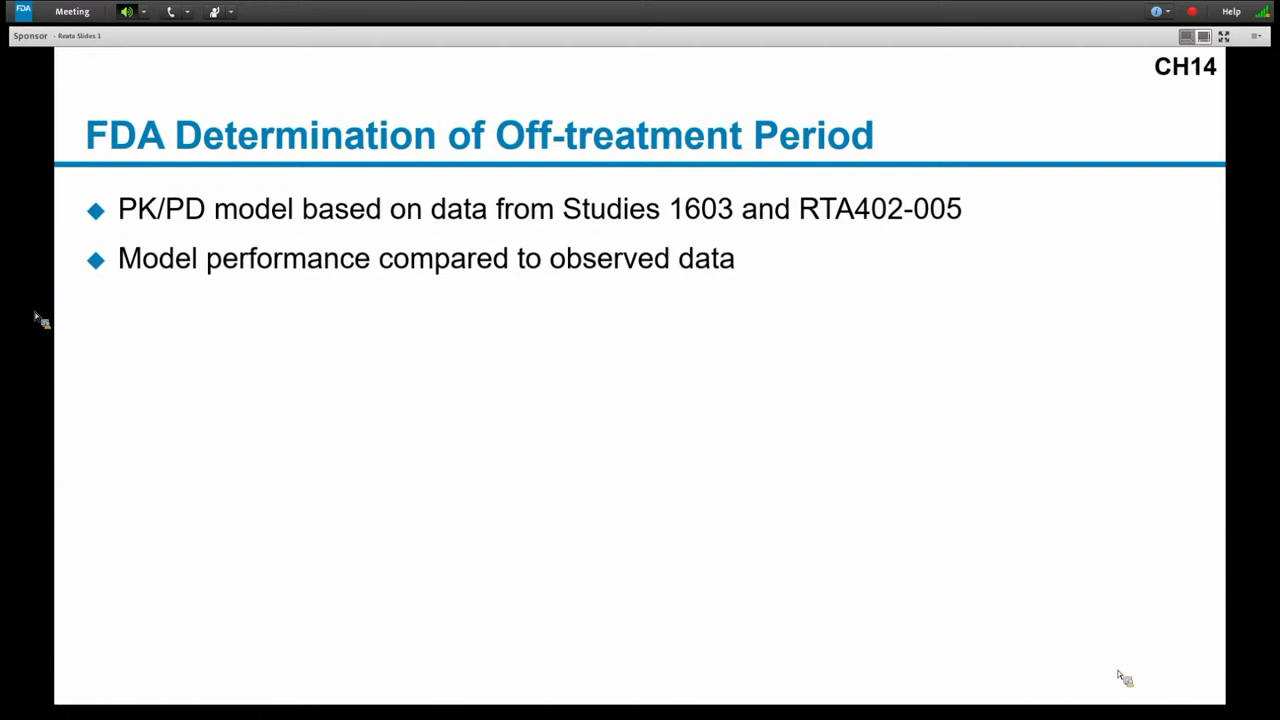 FDA
Meeting
Help
Sponsor - Reata Slides 1
CH14
FDA Determination of Off-treatment Period
PK/PD model based on data from Studies 1603 and RTA402-005
Model performance compared to observed data